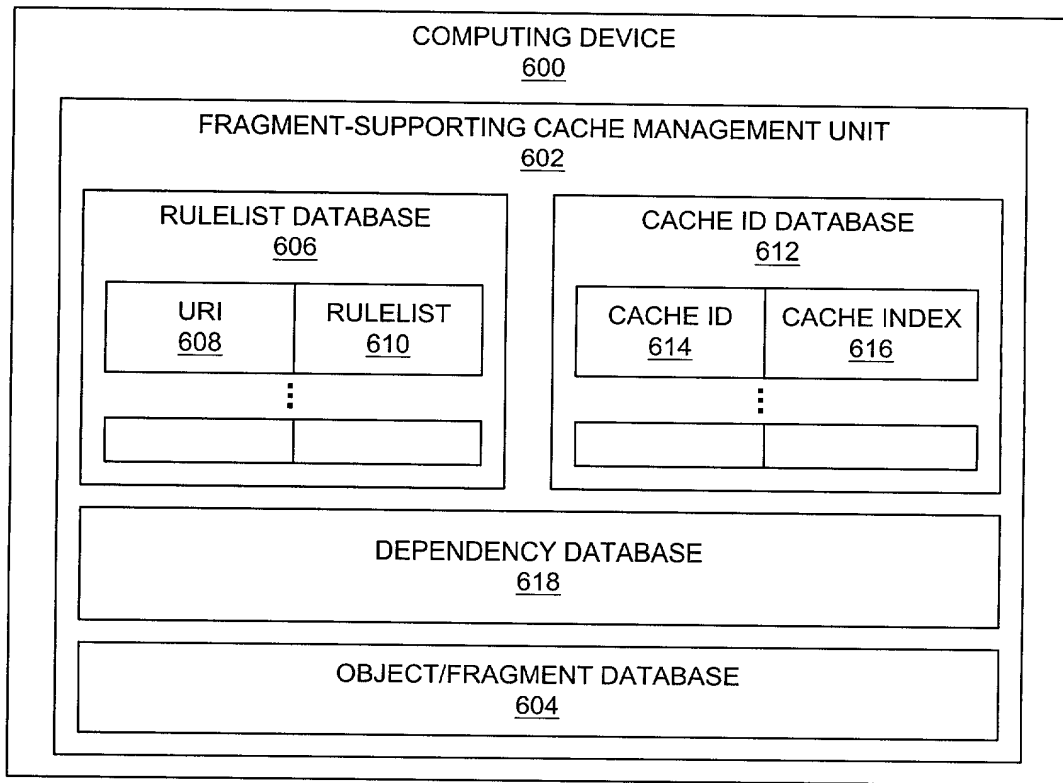 COMPUTING DEVICE
600
FRAGMENT-SUPPORTING CACHE MANAGEMENT UNIT
602
RULELIST DATABASE
606
URI
608
RULELIST
610
CACHE ID DATABASE
612
CACHE ID
614
CACHE INDEX
616
DEPENDENCY DATABASE
618
OBJECT/FRAGMENT DATABASE
604